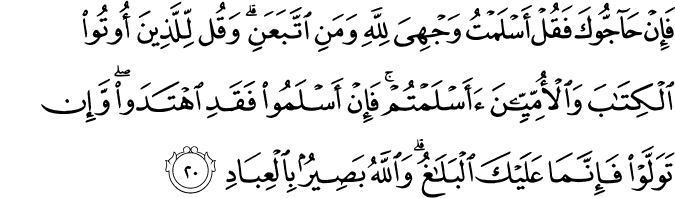 فَإِنْ حَآجُّوكَ فَقُلْ أَسْلَمْتُ وَجْهِىَ لِلَّهِ وَمَنِ ٱتَّبَعَنِ ۗ وَقُل لِّلَّذِينَ أُوتُوا۟
ٱلْكِتَـٰبَ وَٱلْأُمِّيِّـۧنَ ءَأَسْلَمْتُمْ ۚ فَإِنْ أَسْلَمُوا۟ فَقَدِ ٱهْتَدَوا۟ ۖ وَّإِن
تَوَلَّوْا۟ فَإِنَّمَا عَلَيْكَ ٱلْبَلَـٰغُ ۗ وَٱللَّهُ بَصِيرٌۢ بِٱلْعِبَادِ ٢٠